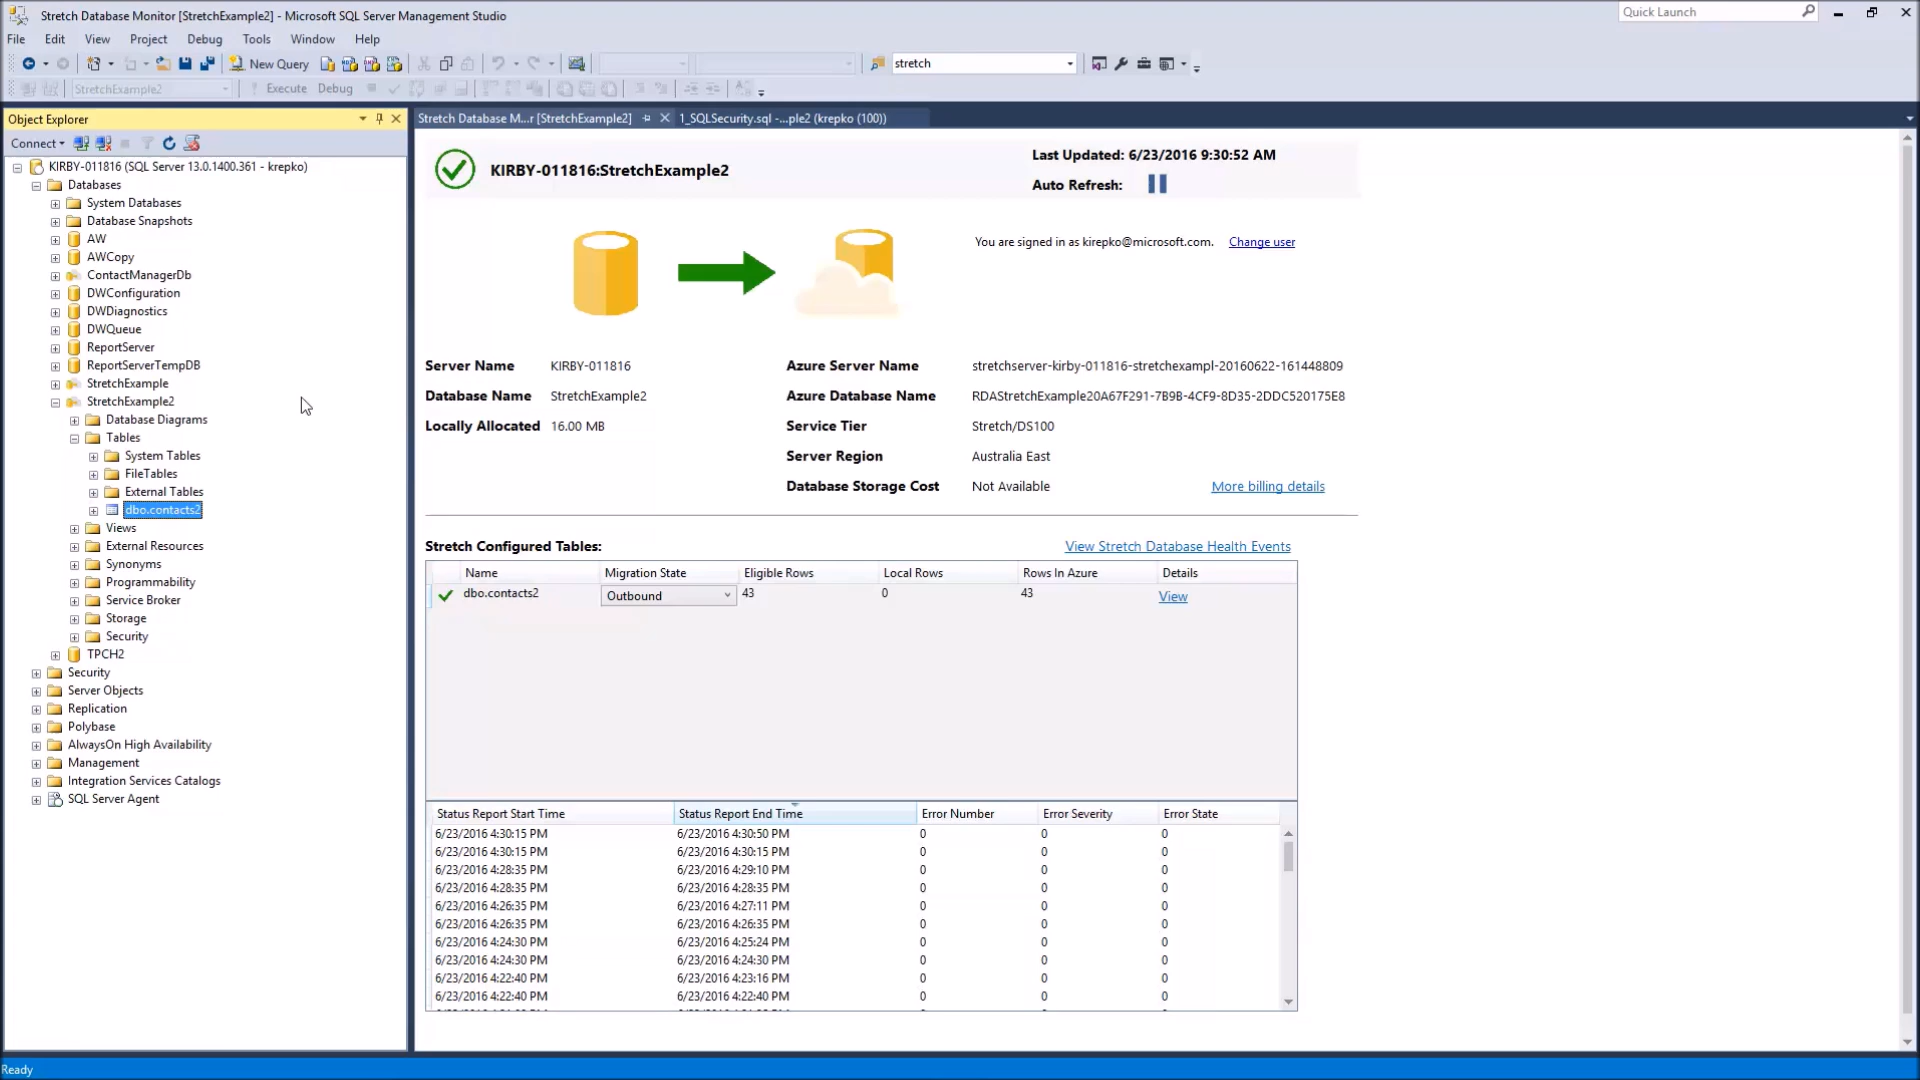 Stretch Database Monitor [StretchExample2] - Microsoft SQL Server Management Studio
Quick Launch
File Edit View Project Debug Tools Window Help
New Query
stretch
StretchExample2
Execute Debug
Object Explorer
Stretch Database M...r [StretchExample2]
1_SQLSecurity.sql -...ple2 (krepko (100))
Connect
KIRBY-011816 (SQL Server 13.0.1400.361 - krepko)
Databases
System Databases
Database Snapshots
AW
AWCopy
ContactManagerDb
DWConfiguration
DWDiagnostics
DWQueue
ReportServer
ReportServerTempDB
StretchExample
StretchExample2
Database Diagrams
Tables
System Tables
FileTables
External Tables
dbo.contacts2
Views
External Resources
Synonyms
Programmability
Service Broker
Storage
Security
TPCH2
Security
Server Objects
Replication
Polybase
AlwaysOn High Availability
Management
Integration Services Catalogs
SQL Server Agent
KIRBY-011816:StretchExample2
Last Updated: 6/23/2016 9:30:52 AM
Auto Refresh:
You are signed in as kirepko@microsoft.com. Change user
Server Name KIRBY-011816
Database Name StretchExample2
Locally Allocated 16.00 MB
Azure Server Name stretchserver-kirby-011816-stretchexampl-20160622-161448809
Azure Database Name RDAStretchExample20A67F291-7B9B-4CF9-8D35-2DDC520175E8
Service Tier Stretch/DS100
Server Region Australia East
Database Storage Cost Not Available More billing details
Stretch Configured Tables: View Stretch Database Health Events
Name Migration State Eligible Rows Local Rows Rows In Azure Details
dbo.contacts2 Outbound 43 0 43 View
Status Report Start Time Status Report End Time Error Number Error Severity Error State
6/23/2016 4:30:15 PM 6/23/2016 4:30:50 PM 0 0 0
6/23/2016 4:30:15 PM 6/23/2016 4:30:15 PM 0 0 0
6/23/2016 4:28:35 PM 6/23/2016 4:29:10 PM 0 0 0
6/23/2016 4:28:35 PM 6/23/2016 4:28:35 PM 0 0 0
6/23/2016 4:26:35 PM 6/23/2016 4:27:11 PM 0 0 0
6/23/2016 4:26:35 PM 6/23/2016 4:26:35 PM 0 0 0
6/23/2016 4:24:30 PM 6/23/2016 4:25:24 PM 0 0 0
6/23/2016 4:24:30 PM 6/23/2016 4:24:30 PM 0 0 0
6/23/2016 4:22:40 PM 6/23/2016 4:23:16 PM 0 0 0
6/23/2016 4:22:40 PM 6/23/2016 4:22:40 PM 0 0 0
Ready